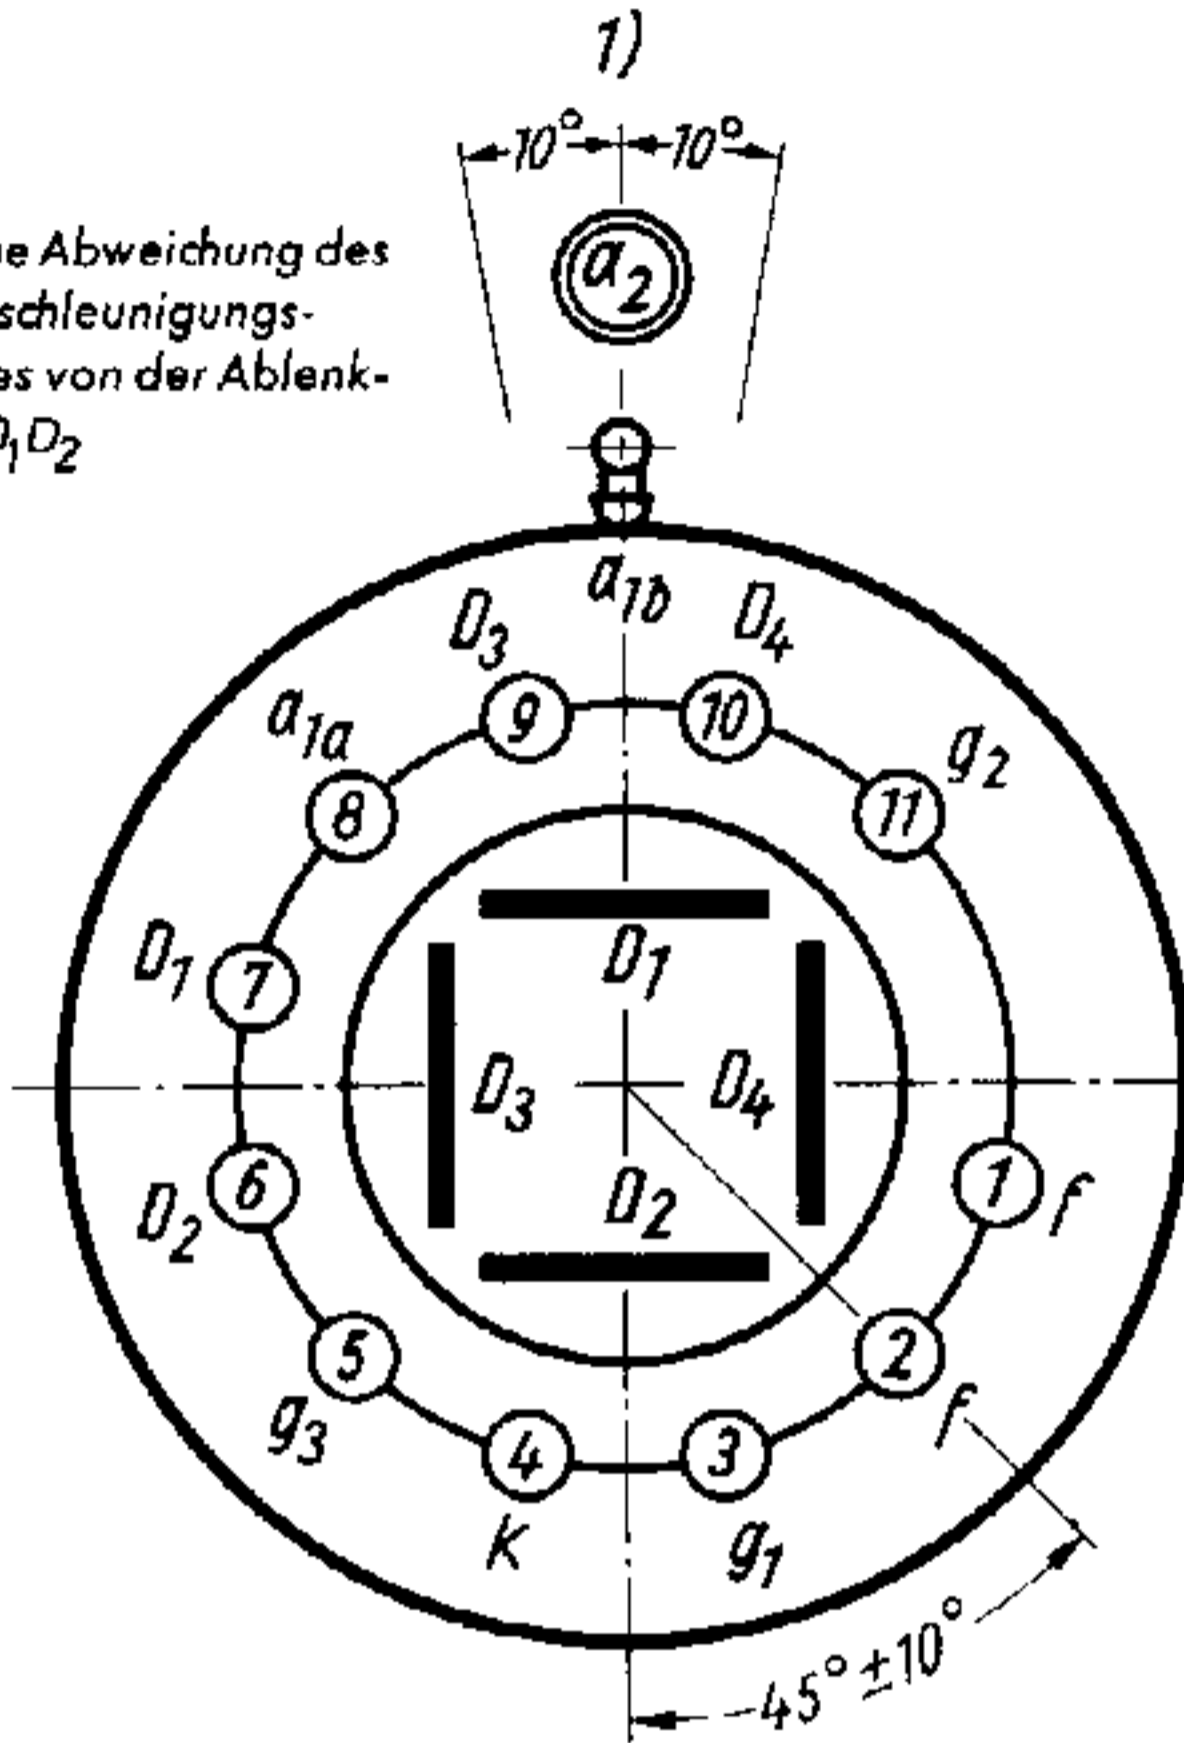 1)
10° 10°
a2
Abweichung des
schleunigungs-
es von der Ablenk-
D1D2
a1b
D3 D4
9 10
a1a g2
8 11
D1 D1
7
D3 D4
6 1
D2 D2 f
5 2
g3 f
4 3
k g1
45°±10°